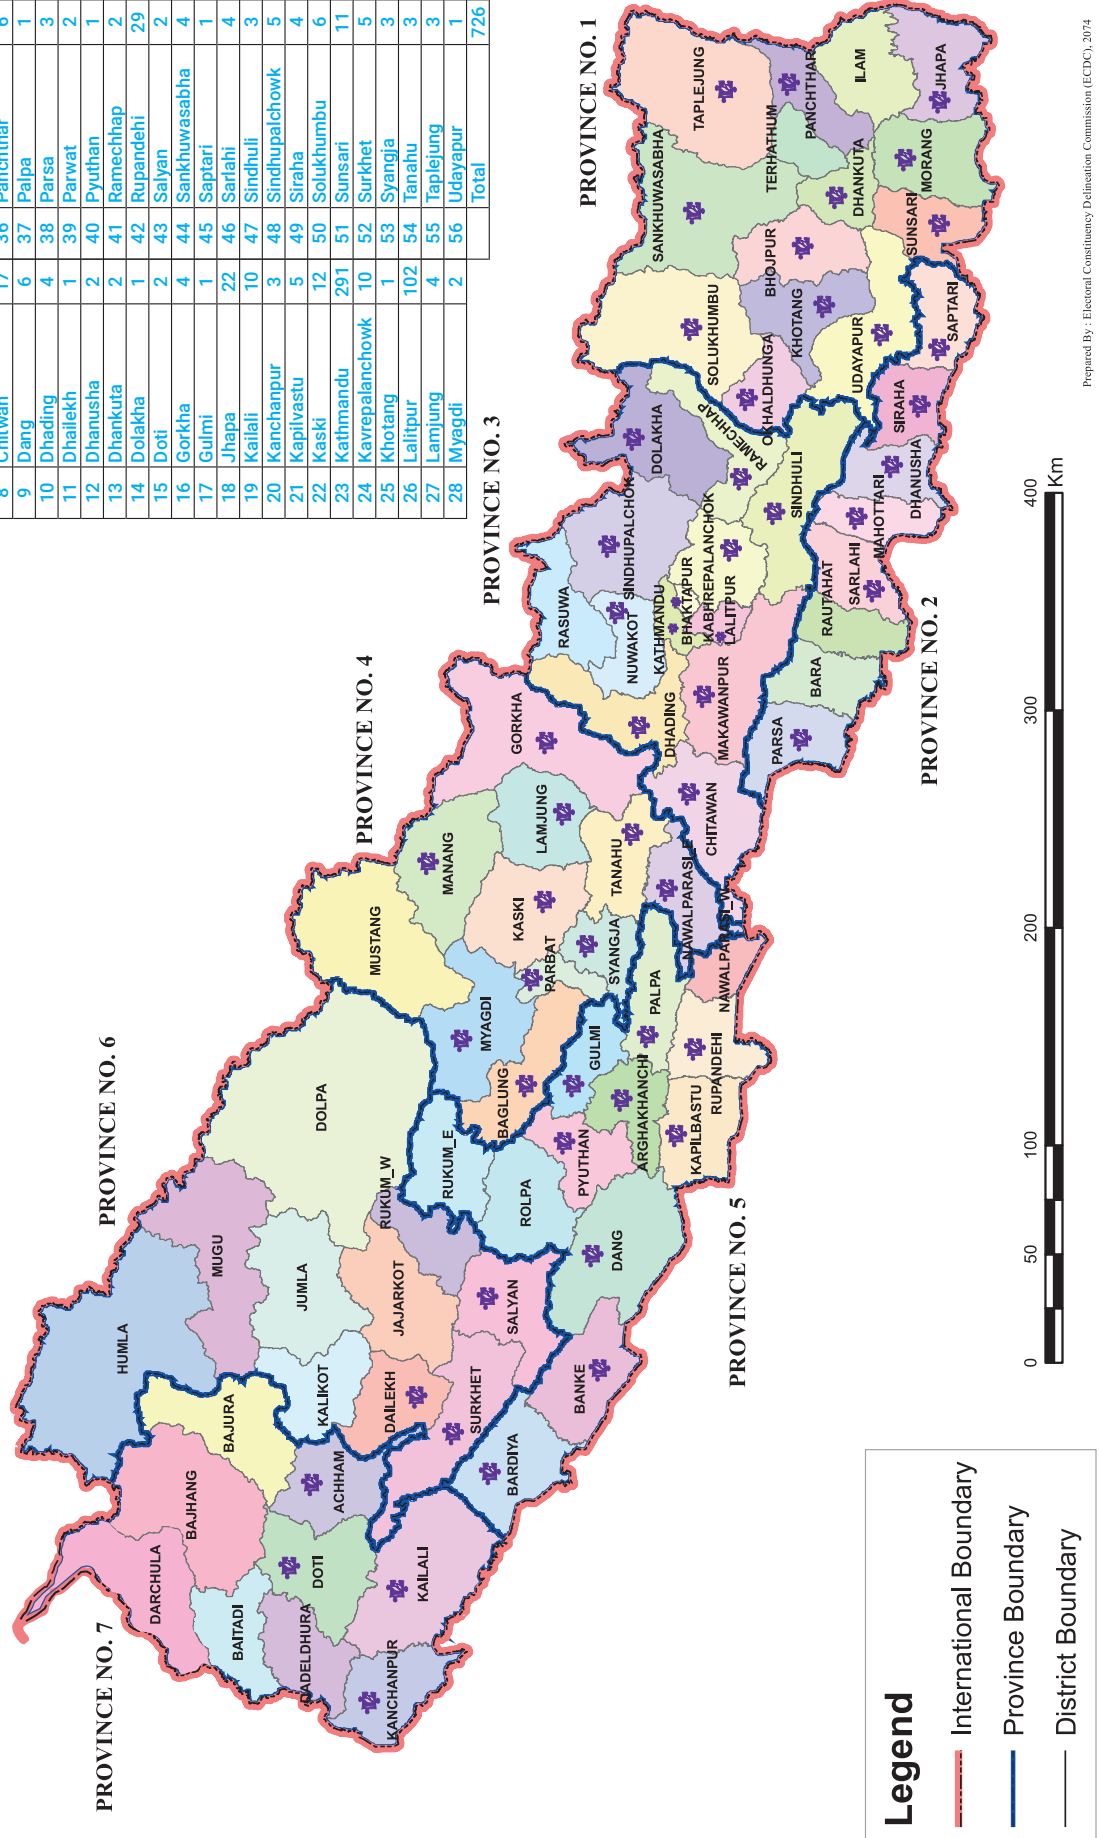 8 Chitwan 17 36 Panchthar 6
9 Dang 6 37 Palpa 1
10 Dhading 4 38 Parsa 3
11 Dhailekh 1 39 Parwat 2
12 Dhanusha 2 40 Pyuthan 1
13 Dhankuta 2 41 Ramechhap 2
14 Dolakha 1 42 Rupandehi 29
15 Doti 2 43 Salyan 2
16 Gorkha 4 44 Sankhuwasabha 4
17 Gulmi 1 45 Saptari 1
18 Jhapa 22 46 Sarlahi 4
19 Kailali 10 47 Sindhuli 3
20 Kanchanpur 3 48 Sindhupalchowk 5
21 Kapilvastu 5 49 Siraha 4
22 Kaski 12 50 Solukhumbu 6
23 Kathmandu 291 51 Sunsari 11
24 Kavrepalanchowk 10 52 Surkhet 5
25 Khotang 1 53 Syangja 3
26 Lalitpur 102 54 Tanahu 3
27 Lamjung 4 55 Taplejung 3
28 Myagdi 2 56 Udayapur 1
Total 726
PROVINCE NO. 7
DARCHULA
BAJHANG
BAJURA
BAITADI
DOTI
ACHHAM
DADELDHURA
KAILALI
KANCHANPUR
PROVINCE NO. 6
HUMLA
MUGU
DOLPA
JUMLA
KALIKOT
JAJARKOT
RUKUM_W
DAILEKH
SURKHET
SALYAN
PROVINCE NO. 5
RUKUM_E
ROLPA
PYUTHAN
GULMI
ARGHAKHANCHI
PALPA
DANG
BANKE
BARDIYA
KAPILBASTU
RUPANDEHI
NAWALPARASI_W
PROVINCE NO. 4
MUSTANG
MANANG
GORKHA
MYAGDI
KASKI
LAMJUNG
PARBAT
BAGLUNG
SYANGJA
TANAHU
NAWALPARASI_E
PROVINCE NO. 3
RASUWA
NUWAKOT
SINDHUPALCHOK
DOLAKHA
RAMECHHAP
KATHMANDU
BHAKTAPUR
KABHREPALANCHOK
LALITPUR
DHADING
MAKAWANPUR
CHITAWAN
SINDHULI
PROVINCE NO. 2
PARSA
BARA
RAUTAHAT
SARLAHI
MAHOTTARI
DHANUSHA
SIRAHA
SAPTARI
PROVINCE NO. 1
TAPLEJUNG
SANKHUWASABHA
SOLUKHUMBU
PANCHTHAR
TERHATHUM
ILAM
JHAPA
DHANKUTA
MORANG
SUNSARI
BHOJPUR
KHOTANG
OKHALDHUNGA
UDAYAPUR
Legend
International Boundary
Province Boundary
District Boundary
0 50 100 200 300 400
Km
Prepared By : Electoral Constituency Delineation Commission (ECDC), 2074